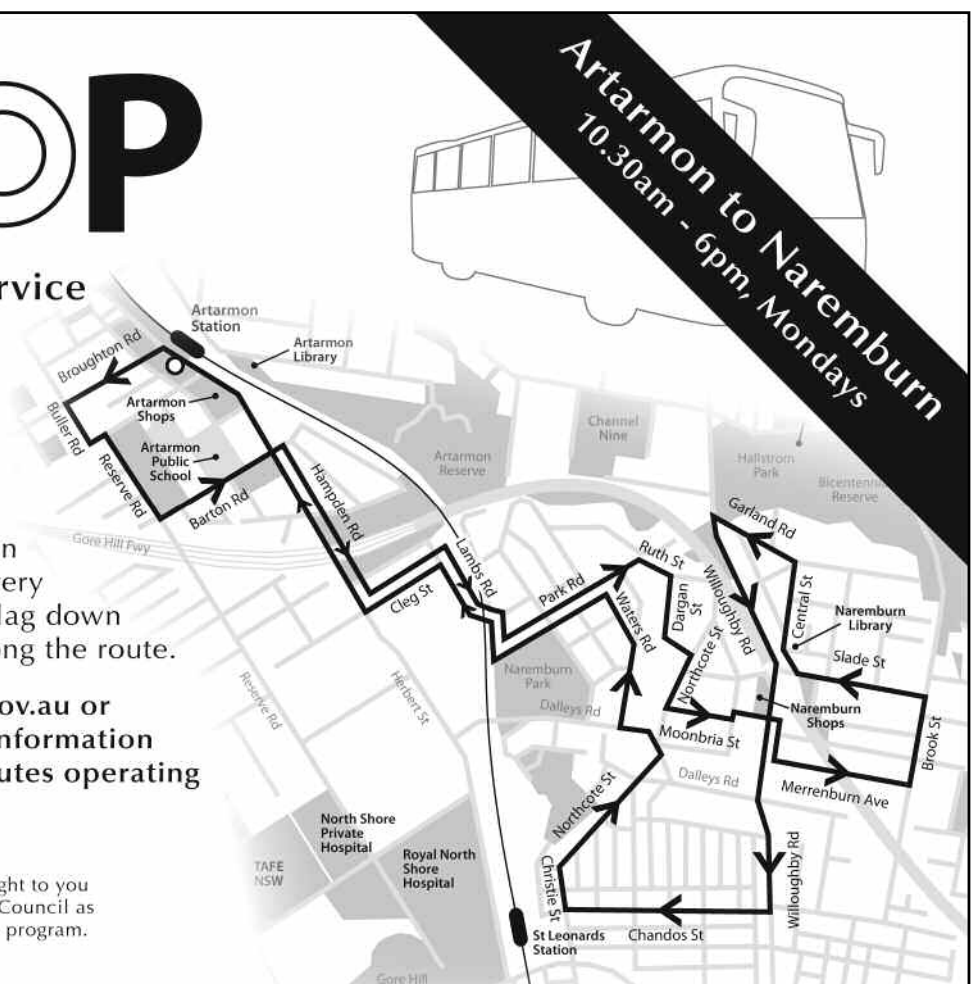 OP
rvice
Artarmon to Naremburn
10.30am - 6pm, Mondays
n
very
lag down
ong the route.
ov.au or
nformation
utes operating
ght to you
Council as
program.
Artarmon
Station
Artarmon
Library
Broughton Rd
Artarmon
Shops
Buller Rd
Artarmon
Public
School
Reserve Rd
Barton Rd
Hampden Rd
Artarmon
Reserve
Channel
Nine
Hallstrom
Park
Bicentenni
Reserve
Gore Hill Fwy
Garland Rd
Lambs Rd
Cleg St
Park Rd
Ruth St
Willoughby Rd
Waters Rd
Dargan
St
Central St
Naremburn
Library
Slade St
Northcote St
Naremburn
Park
Dalleys Rd
Moonbria St
Naremburn
Shops
Brook St
Reserve Rd
Herbert St
Dalleys Rd
Merrenburn Ave
Northcote St
North Shore
Private
Hospital
TAFE
NSW
Royal North
Shore
Hospital
Christie St
Willoughby Rd
St Leonards
Station
Chandos St
Gore Hill